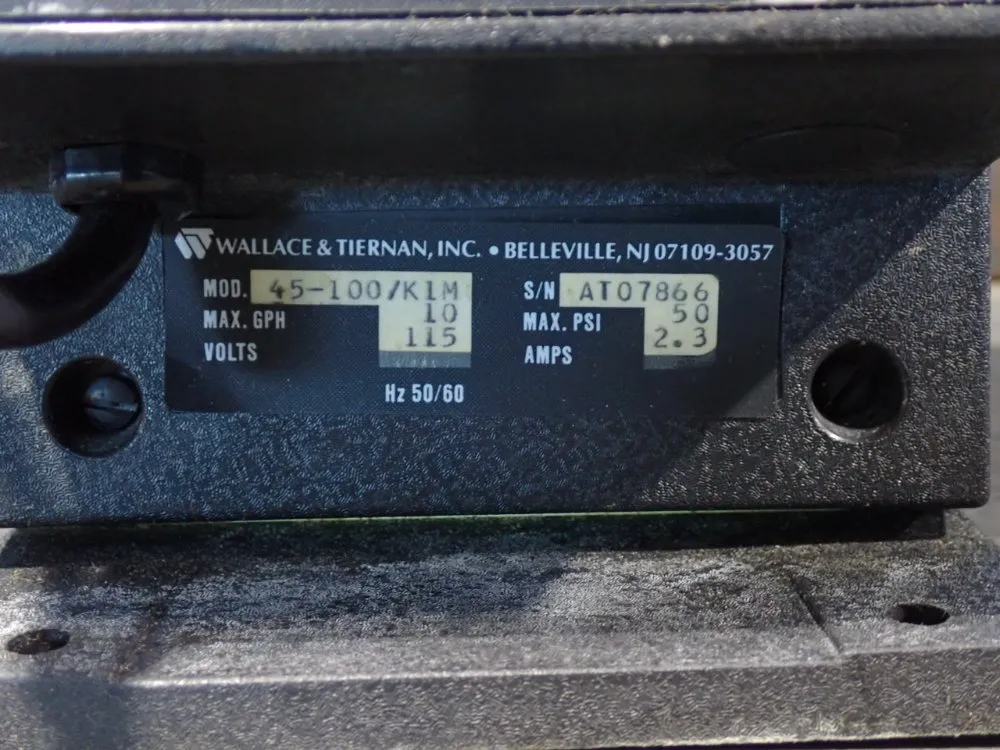 WALLACE & TIERNAN, INC. • BELLEVILLE, NJ 07109-3057
MOD. 45-100/K1M S/N AT07866
MAX. GPH 10 MAX. PSI 50
VOLTS 115 AMPS 2.3
Hz 50/60